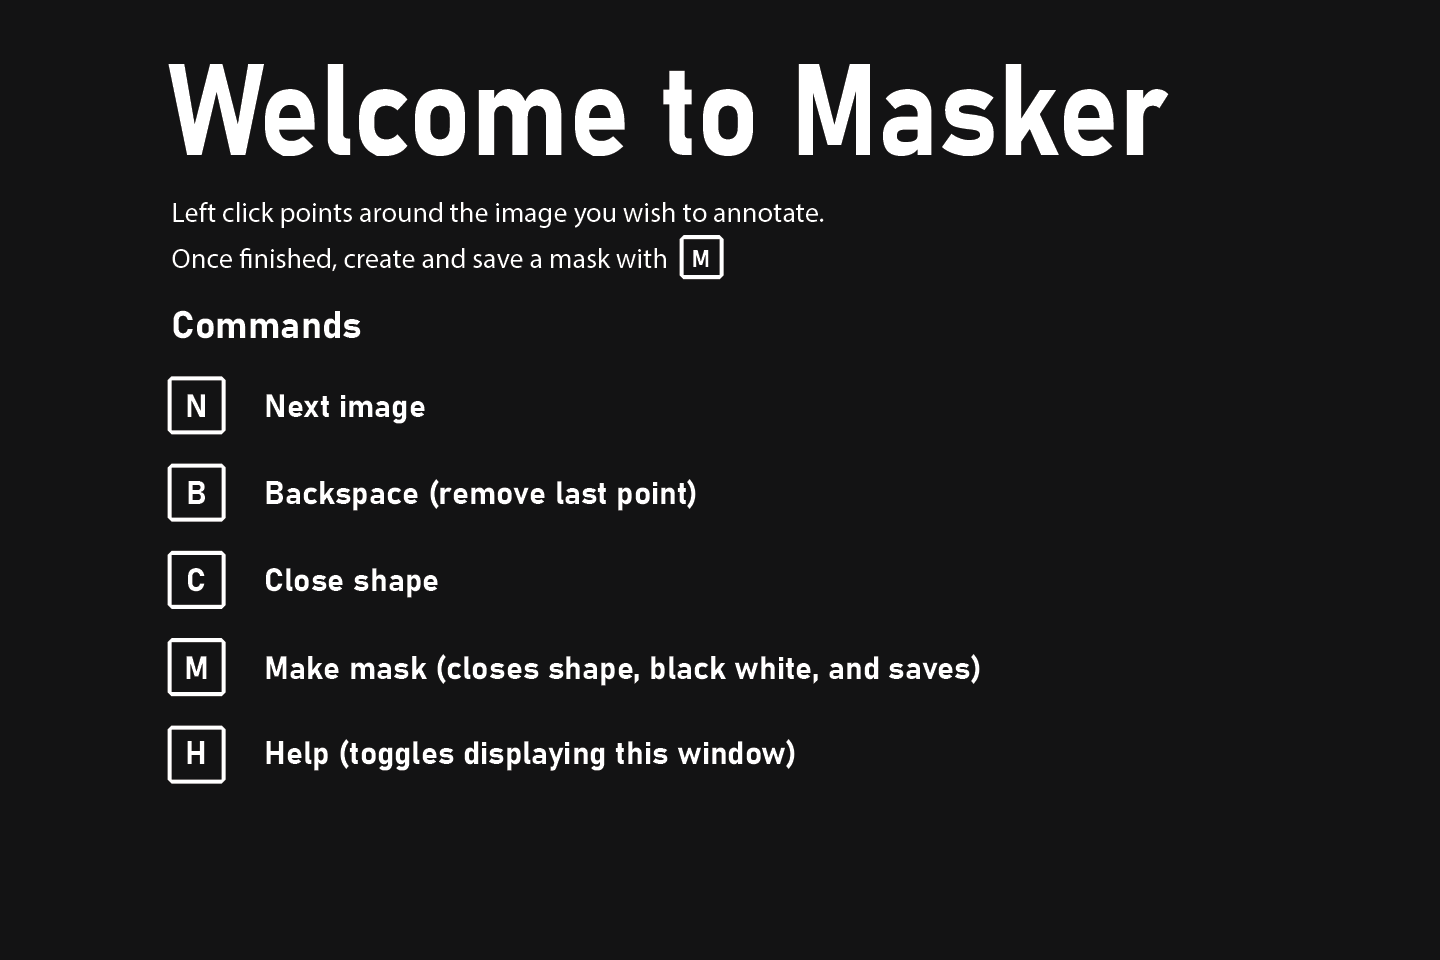 Welcome to Masker
Left click points around the image you wish to annotate.
Once finished, create and save a mask with M
Commands
N Next image
B Backspace (remove last point)
C Close shape
M Make mask (closes shape, black white, and saves)
H Help (toggles displaying this window)